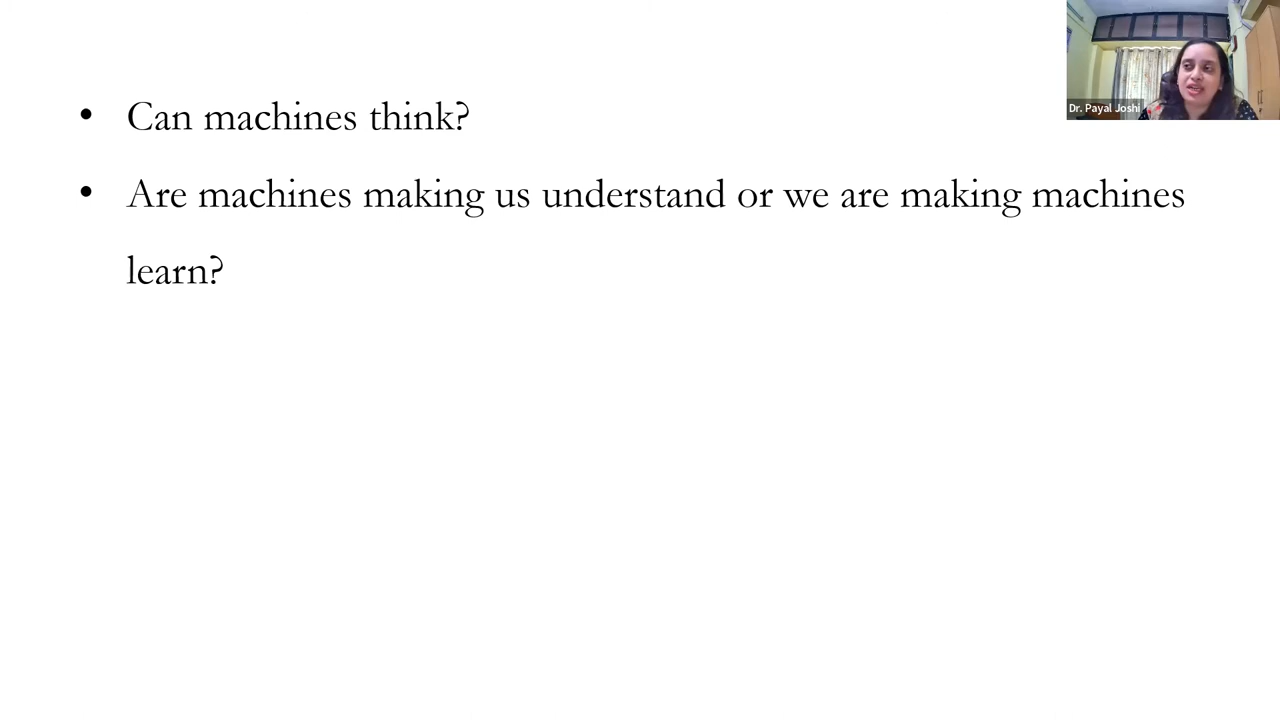 • Can machines think?
• Are machines making us understand or we are making machines
learn?
Dr. Payal Joshi